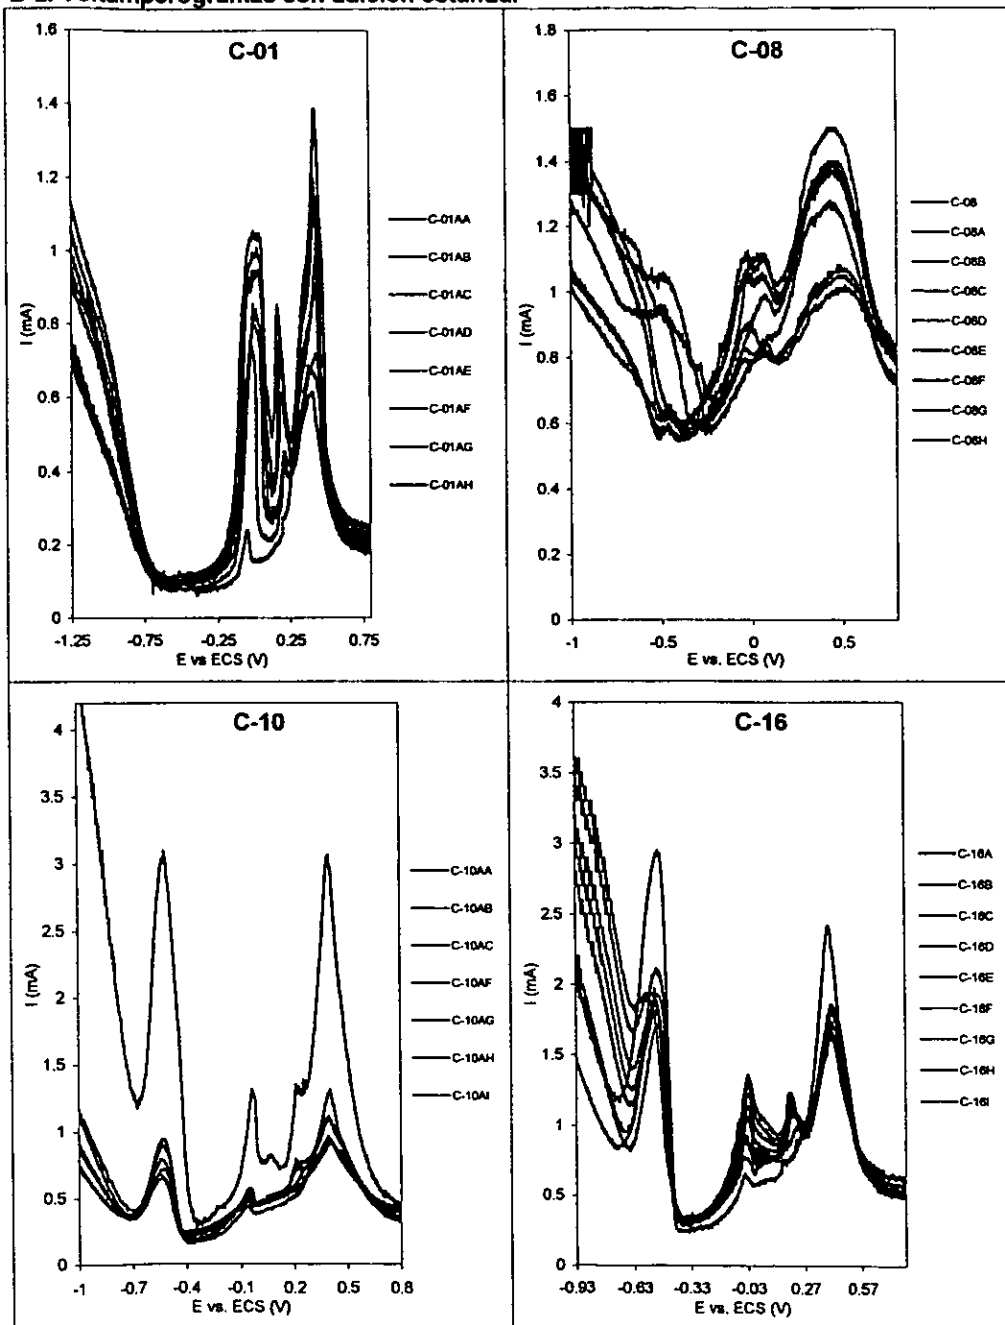 C-01
1.6
1.4
1.2
1
0.8
0.6
0.4
0.2
0
I (mA)
-1.25 -0.75 -0.25 0.25 0.75
E vs ECS (V)
C-01AA
C-01AB
C-01AC
C-01AD
C-01AE
C-01AF
C-01AG
C-01AH
C-08
1.8
1.6
1.4
1.2
1
0.8
0.6
0.4
0.2
0
I (mA)
-1 -0.5 0 0.5
E vs. ECS (V)
C-08
C-08A
C-08B
C-08C
C-08D
C-08E
C-08F
C-08G
C-08H
C-10
4
3.5
3
2.5
2
1.5
1
0.5
0
I (mA)
-1 -0.7 -0.4 -0.1 0.2 0.5 0.8
E vs. ECS (V)
C-10AA
C-10AB
C-10AC
C-10AF
C-10AG
C-10AH
C-10AI
C-16
4
3.5
3
2.5
2
1.5
1
0.5
0
I (mA)
-0.93 -0.63 -0.33 -0.03 0.27 0.57
E vs. ECS (V)
C-16A
C-16B
C-16C
C-16D
C-16E
C-16F
C-16G
C-16H
C-16I